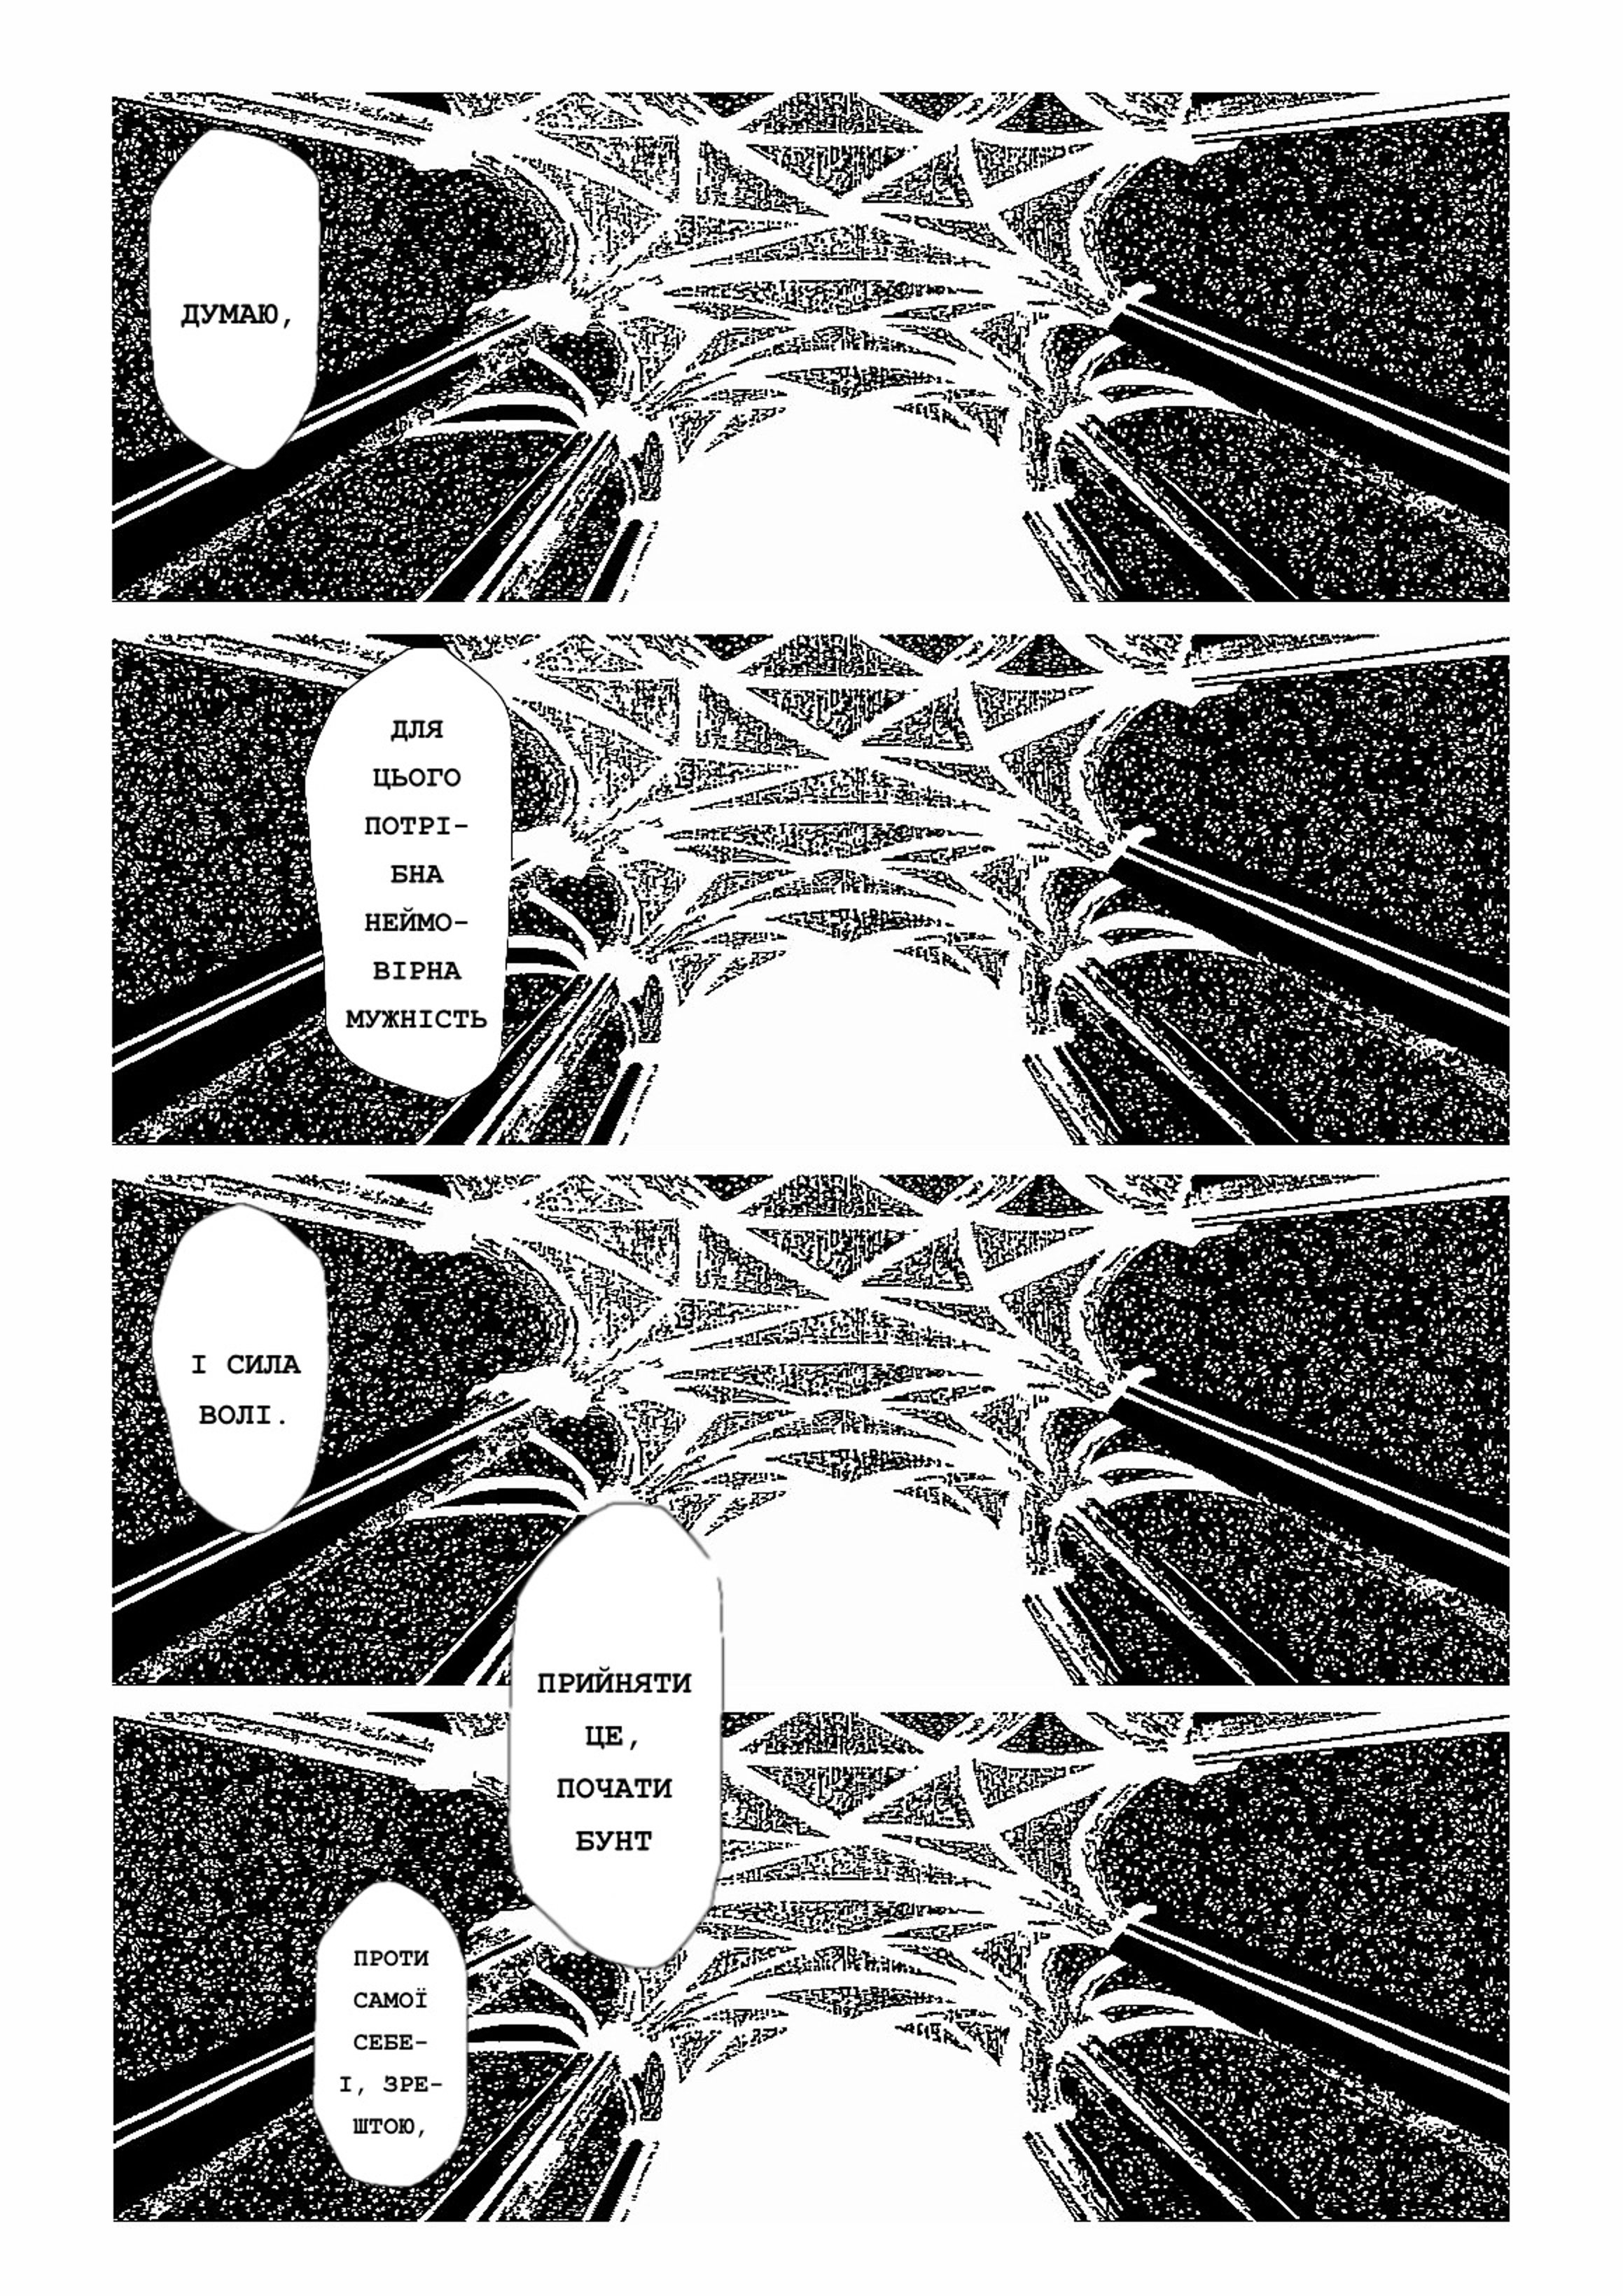 ДУМАЮ,
ДЛЯ
ЦЬОГО
ПОТРІ-
БНА
НЕЙМО-
ВІРНА
МУЖНІСТЬ
І СИЛА
ВОЛІ.
ПРИЙНЯТИ
ЦЕ,
ПОЧАТИ
БУНТ
ПРОТИ
САМОЇ
СЕБЕ-
І, ЗРЕ-
ШТОЮ,